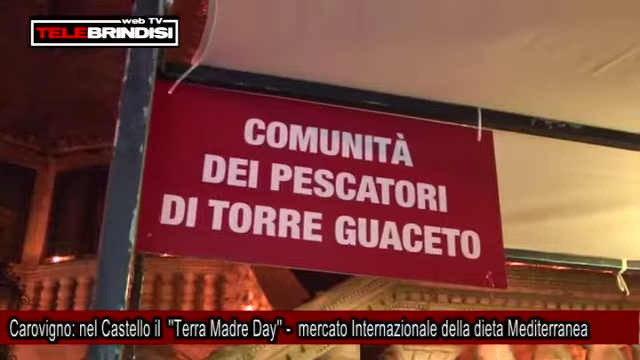 web TV
TELEBRINDISI
COMUNITÀ
DEI PESCATORI
DI TORRE GUACETO
Carovigno: nel Castello il "Terra Madre Day" - mercato Internazionale della dieta Mediterranea